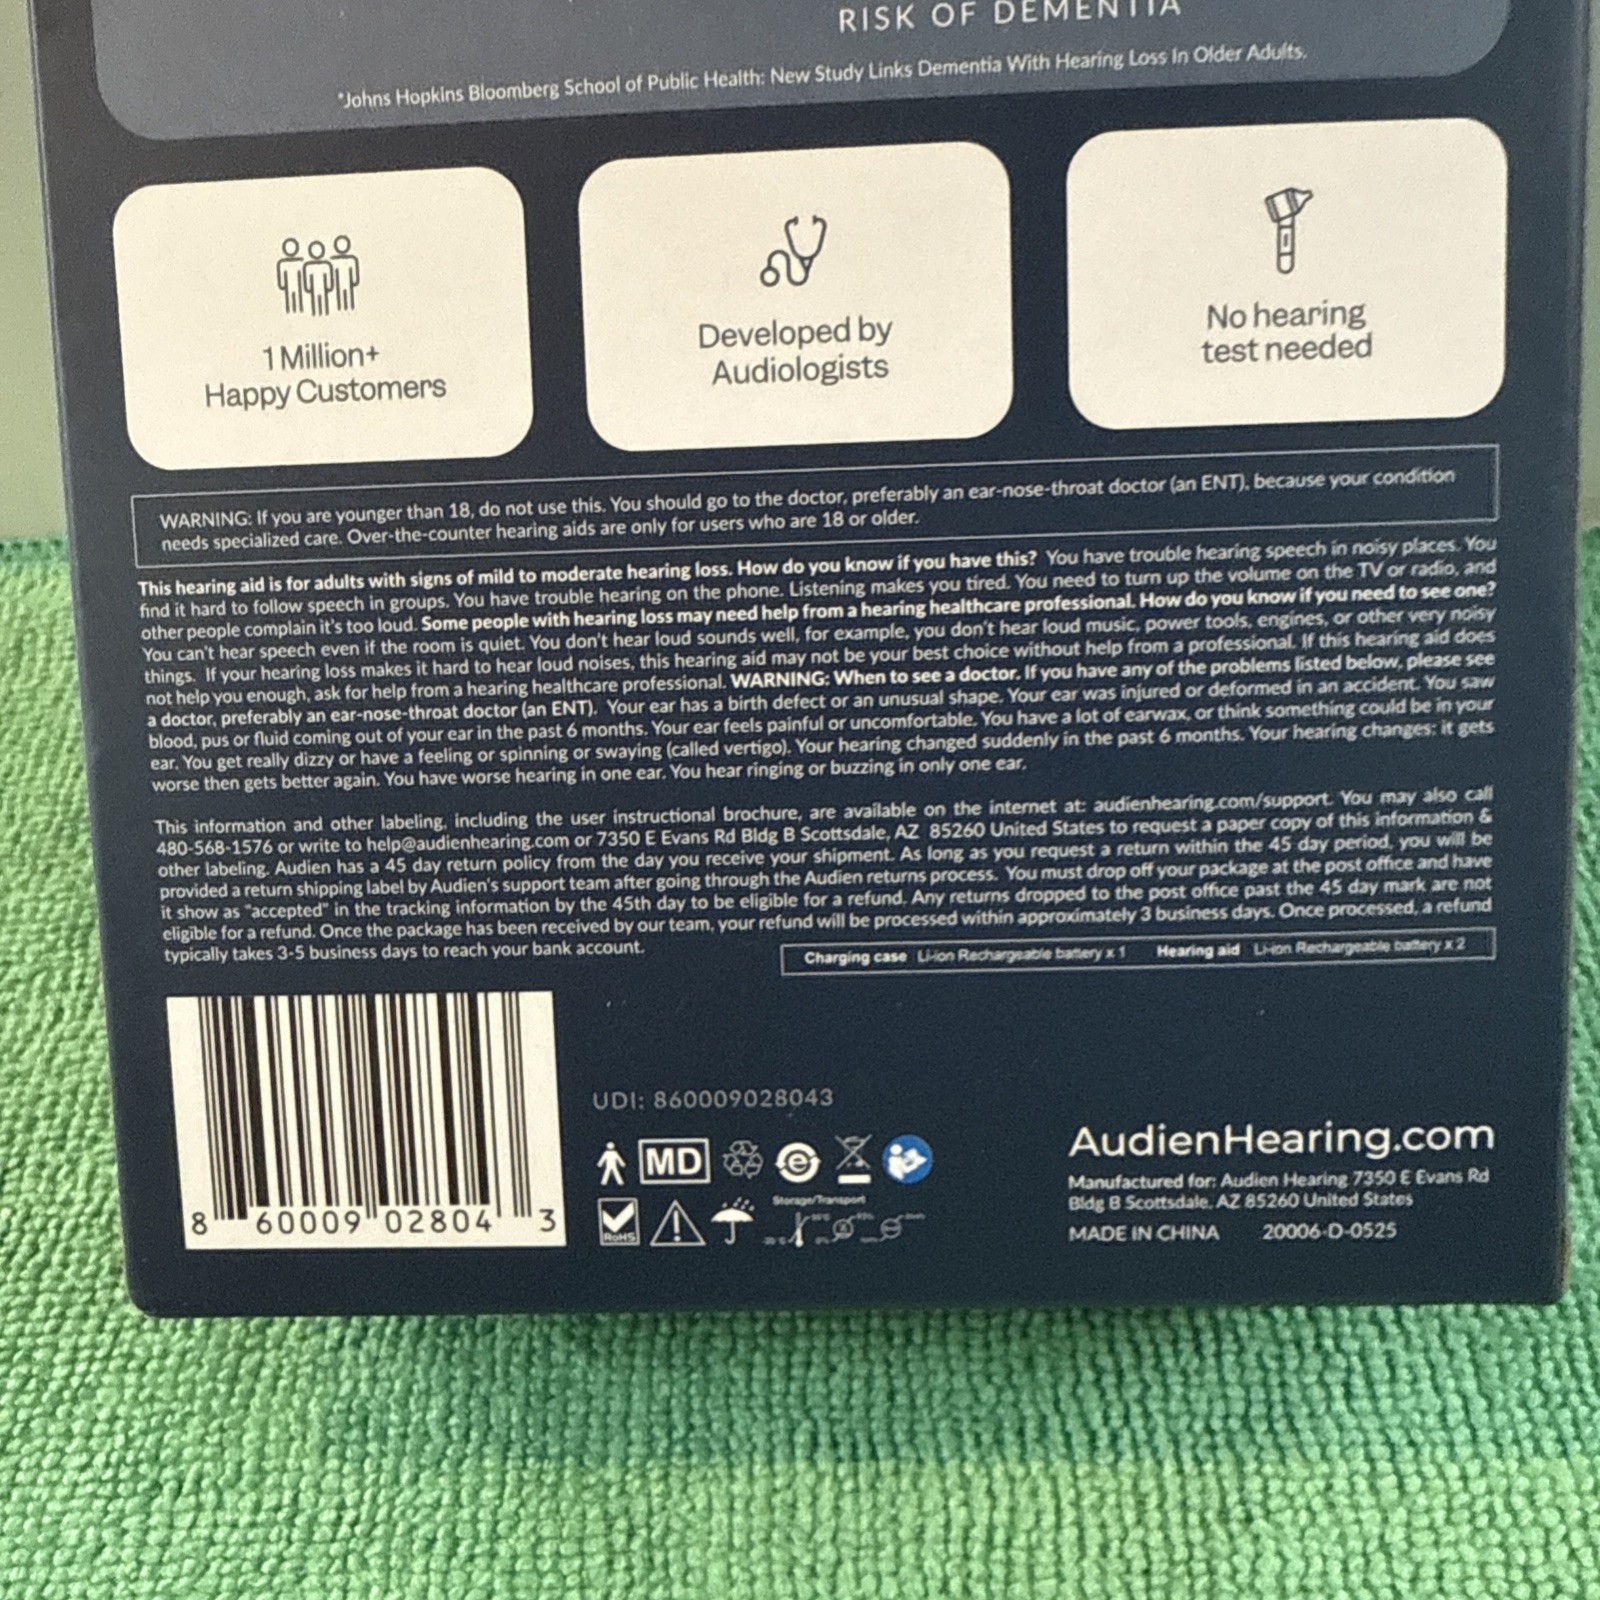 RISK OF DEMENTIA
*Johns Hopkins Bloomberg School of Public Health: New Study Links Dementia With Hearing Loss In Older Adults.
1 Million+
Happy Customers
Developed by
Audiologists
No hearing
test needed
WARNING: If you are younger than 18, do not use this. You should go to the doctor, preferably an ear-nose-throat doctor (an ENT), because your condition
needs specialized care. Over-the-counter hearing aids are only for users who are 18 or older.
This hearing aid is for adults with signs of mild to moderate hearing loss. How do you know if you have this? You have trouble hearing speech in noisy places. You
find it hard to follow speech in groups. You have trouble hearing on the phone. Listening makes you tired. You need to turn up the volume on the TV or radio, and
other people complain it's too loud. Some people with hearing loss may need help from a hearing healthcare professional. How do you know if you need to see one?
You can't hear speech even if the room is quiet. You don't hear loud sounds well, for example, you don't hear loud music, power tools, engines, or other very noisy
things. If your hearing loss makes it hard to hear loud noises, this hearing aid may not be your best choice without help from a professional. If this hearing aid does
not help you enough, ask for help from a hearing healthcare professional. WARNING: When to see a doctor. If you have any of the problems listed below, please see
a doctor, preferably an ear-nose-throat doctor (an ENT). Your ear has a birth defect or an unusual shape. Your ear was injured or deformed in an accident. You saw
blood, pus or fluid coming out of your ear in the past 6 months. Your ear feels painful or uncomfortable. You have a lot of earwax, or think something could be in your
ear. You get really dizzy or have a feeling or spinning or swaying (called vertigo). Your hearing changed suddenly in the past 6 months. Your hearing changes: it gets
worse then gets better again. You have worse hearing in one ear. You hear ringing or buzzing in only one ear.
This information and other labeling, including the user instructional brochure, are available on the internet at: audienhearing.com/support. You may also call
480-568-1576 or write to help@audienhearing.com or 7350 E Evans Rd Bldg B Scottsdale, AZ 85260 United States to request a paper copy of this information &
other labeling. Audien has a 45 day return policy from the day you receive your shipment. As long as you request a return within the 45 day period, you will be
provided a return shipping label by Audien's support team after going through the Audien returns process. You must drop off your package at the post office and have
it show as "accepted" in the tracking information by the 45th day to be eligible for a refund. Any returns dropped to the post office past the 45 day mark are not
eligible for a refund. Once the package has been received by our team, your refund will be processed within approximately 3 business days. Once processed, a refund
typically takes 3-5 business days to reach your bank account.
Charging case Li-ion Rechargeable battery x 1 Hearing aid Li-ion Rechargeable battery x 2
8 60009 02804 3
UDI: 860009028043
MD
RoHS
Storage/Transport
AudienHearing.com
Manufactured for: Audien Hearing 7350 E Evans Rd
Bldg B Scottsdale, AZ 85260 United States
MADE IN CHINA 20006-D-0525